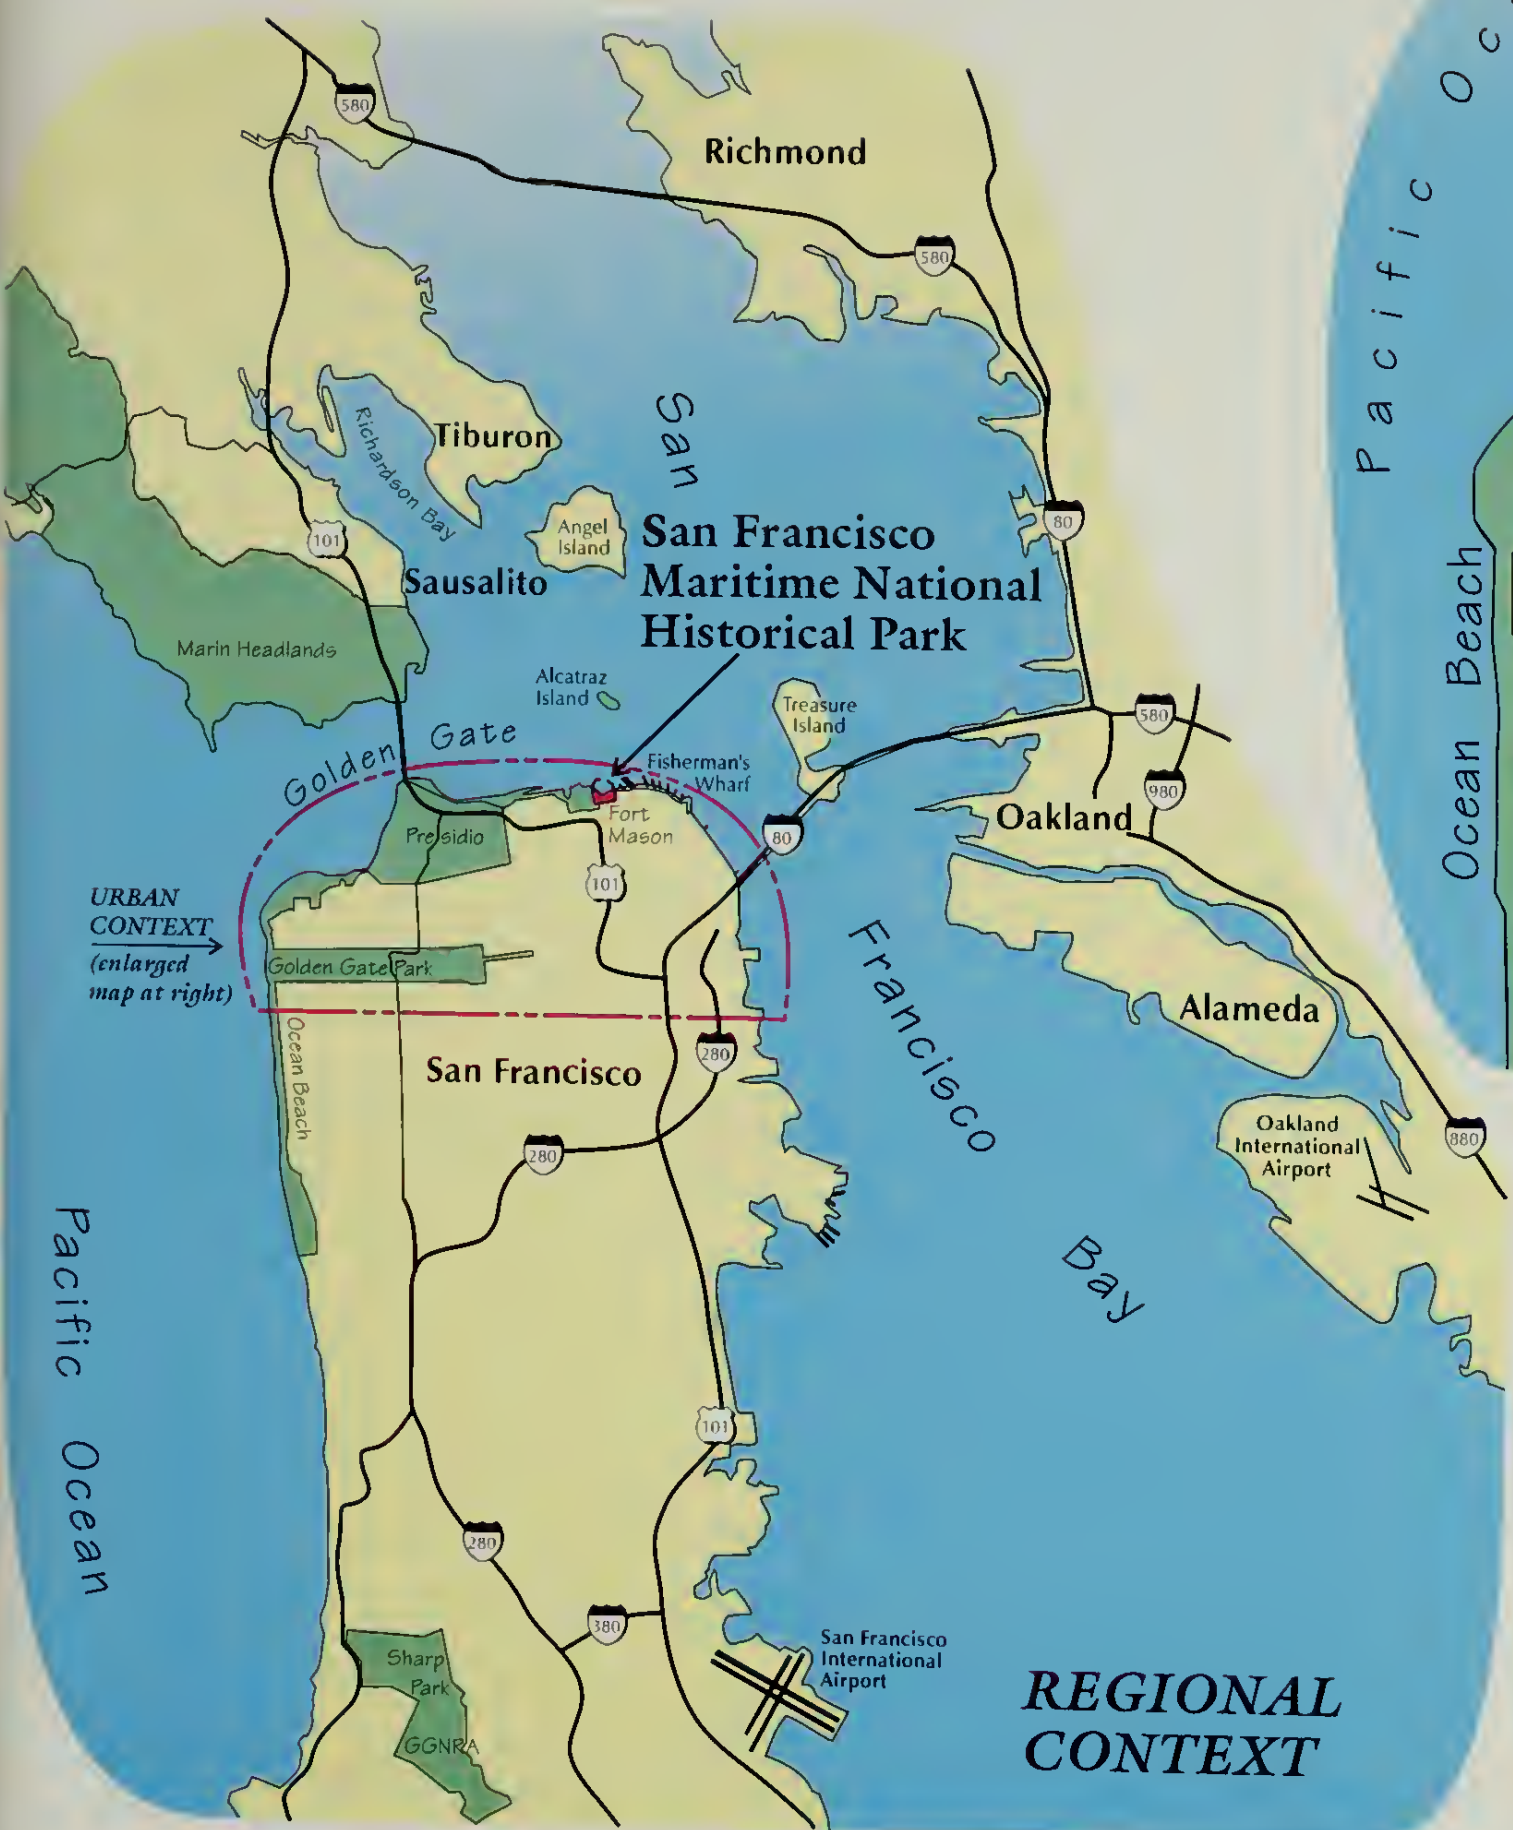 580
Richmond
580
Pacific Oc
San
Tiburon
Richardson Bay
Angel
Island
80
101
San Francisco
Maritime National
Historical Park
Sausalito
Marin Headlands
Alcatraz
Island
Treasure
Island
580
Ocean Beach
Golden Gate
Fisherman's
Wharf
980
Fort
Mason
Presidio
80
Oakland
101
URBAN
CONTEXT
(enlarged
map at right)
Golden Gate Park
Francisco
Alameda
Ocean Beach
San Francisco
280
280
Oakland
International
Airport
880
Pacific Ocean
Bay
101
280
380
San Francisco
International
Airport
Sharp
Park
GGNRA
REGIONAL
CONTEXT